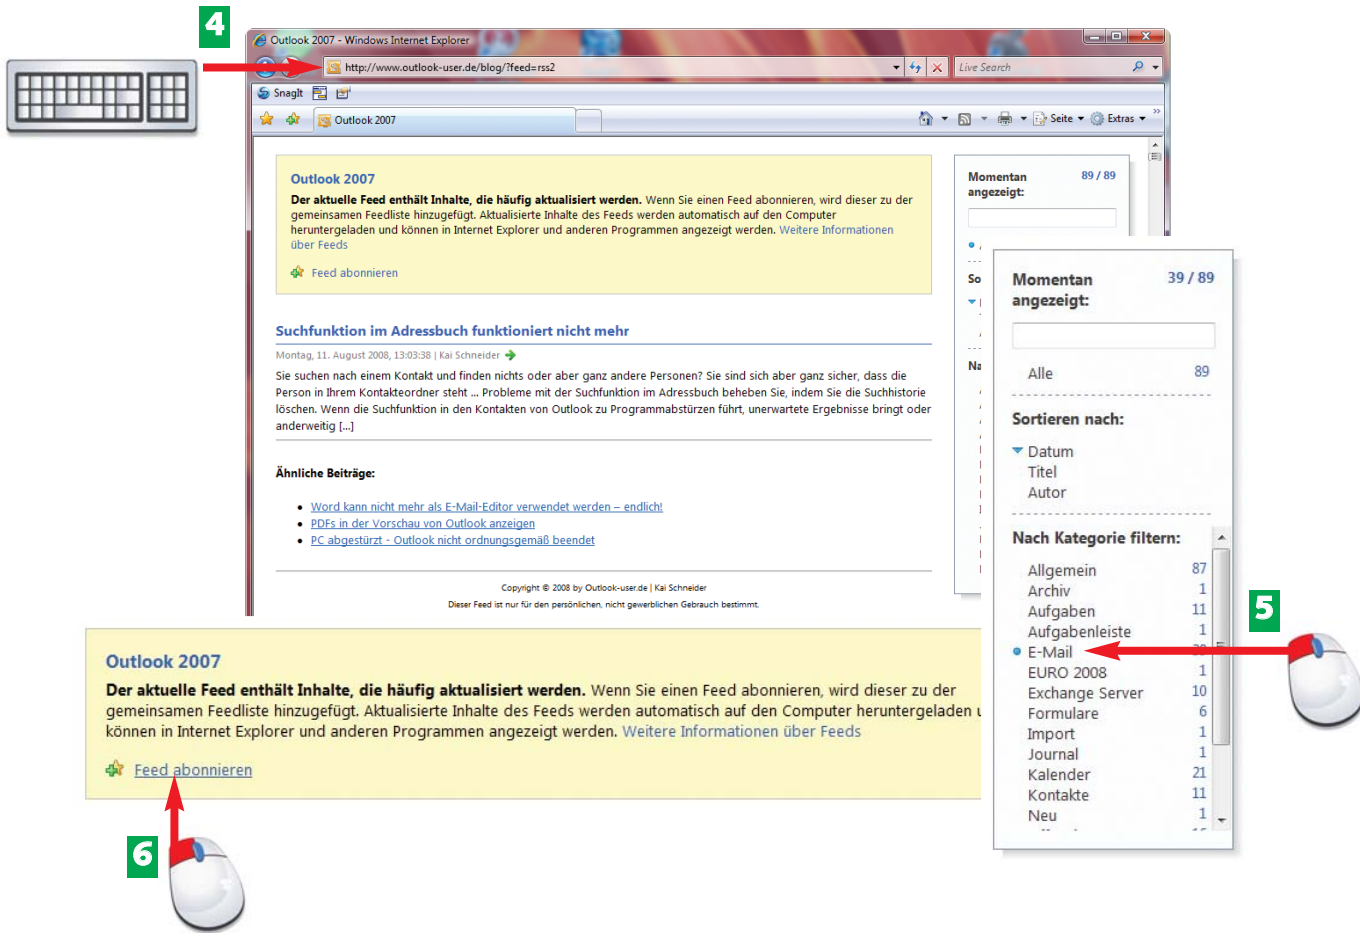 4
Outlook 2007 - Windows Internet Explorer
http://www.outlook-user.de/blog/?feed=rss2
Live Search
SnagIt
Outlook 2007
Seite
Extras
Outlook 2007
Der aktuelle Feed enthält Inhalte, die häufig aktualisiert werden. Wenn Sie einen Feed abonnieren, wird dieser zu der
gemeinsamen Feedliste hinzugefügt. Aktualisierte Inhalte des Feeds werden automatisch auf den Computer
heruntergeladen und können in Internet Explorer und anderen Programmen angezeigt werden. Weitere Informationen
über Feeds
Feed abonnieren
Suchfunktion im Adressbuch funktioniert nicht mehr
Montag, 11. August 2008, 13:03:38 | Kai Schneider
Sie suchen nach einem Kontakt und finden nichts oder aber ganz andere Personen? Sie sind sich aber ganz sicher, dass die
Person in Ihrem Kontakteordner steht ... Probleme mit der Suchfunktion im Adressbuch beheben Sie, indem Sie die Suchhistorie
löschen. Wenn die Suchfunktion in den Kontakten von Outlook zu Programmabstürzen führt, unerwartete Ergebnisse bringt oder
anderweitig [...]
Ähnliche Beiträge:
Word kann nicht mehr als E-Mail-Editor verwendet werden – endlich!
PDFs in der Vorschau von Outlook anzeigen
PC abgestürzt - Outlook nicht ordnungsgemäß beendet
Copyright © 2008 by Outlook-user.de | Kai Schneider
Dieser Feed ist nur für den persönlichen, nicht gewerblichen Gebrauch bestimmt.
Momentan 89 / 89
angezeigt:
So
Na
Momentan 39 / 89
angezeigt:
Alle 89
Sortieren nach:
Datum
Titel
Autor
Nach Kategorie filtern:
Allgemein 87
Archiv 1
Aufgaben 11
Aufgabenleiste 1
E-Mail
EURO 2008 1
Exchange Server 10
Formulare 6
Import 1
Journal 1
Kalender 21
Kontakte 11
Neu 1
5
Outlook 2007
Der aktuelle Feed enthält Inhalte, die häufig aktualisiert werden. Wenn Sie einen Feed abonnieren, wird dieser zu der
gemeinsamen Feedliste hinzugefügt. Aktualisierte Inhalte des Feeds werden automatisch auf den Computer heruntergeladen u
können in Internet Explorer und anderen Programmen angezeigt werden. Weitere Informationen über Feeds
Feed abonnieren
6